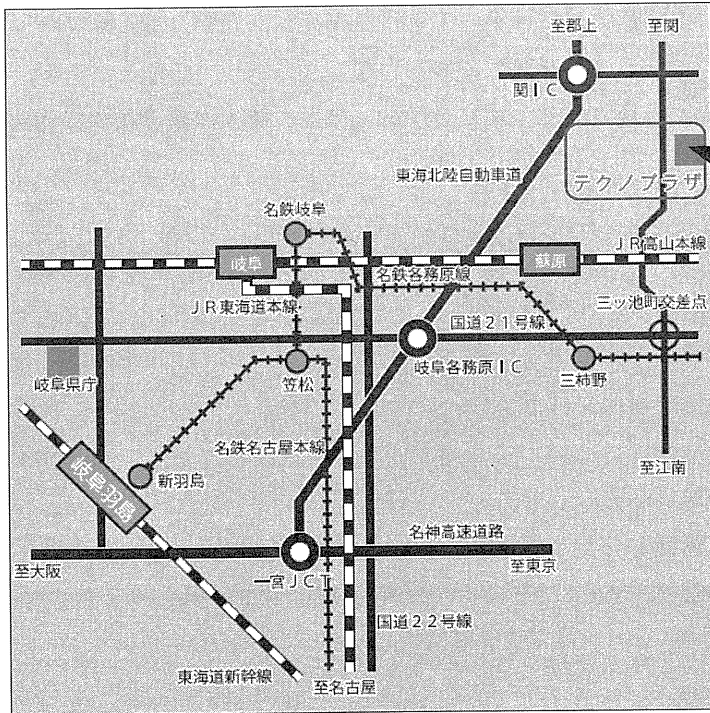 至郡上
至関
関IC
テクノプラザ
東海北陸自動車道
名鉄岐阜
岐阜
蘇原
JR高山本線
名鉄各務原線
JR東海道本線
三ッ池町交差点
国道21号線
岐阜県庁
笠松
岐阜各務原IC
三柿野
名鉄名古屋本線
至江南
岐阜羽島
新羽島
名神高速道路
至大阪
一宮JCT
至東京
国道22号線
東海道新幹線
至名古屋